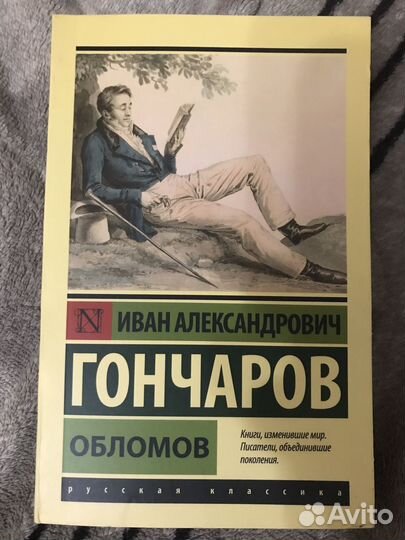 N
ИВАН АЛЕКСАНДРОВИЧ
ГОНЧАРОВ
ОБЛОМОВ
Книги, изменившие мир.
Писатели, объединившие
поколения.
русская классика
Avito